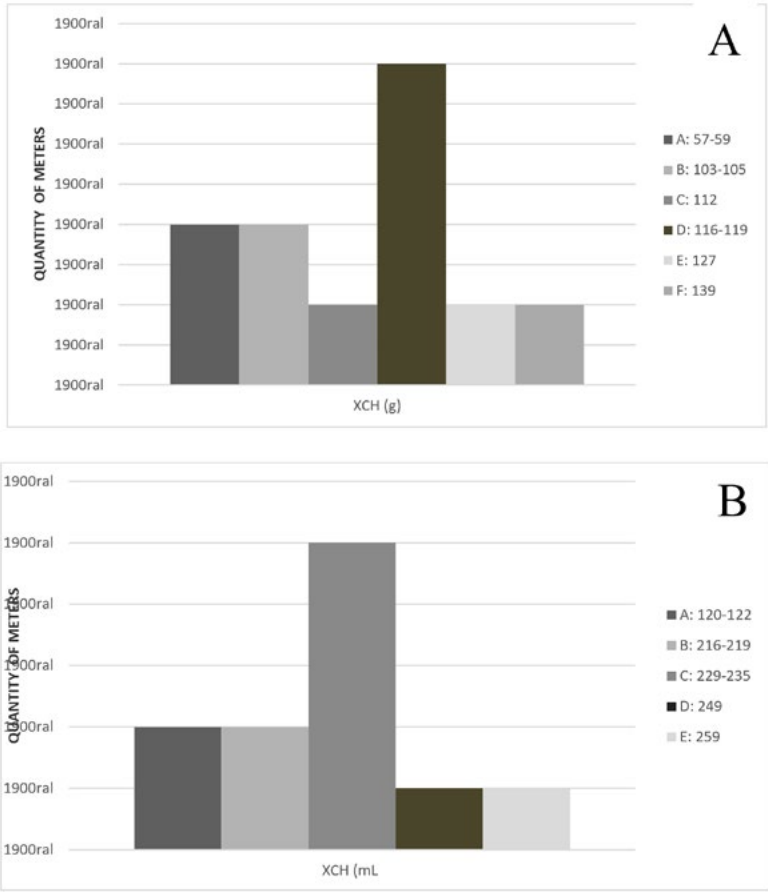 A
1900ral
1900ral
1900ral
1900ral
1900ral
1900ral
1900ral
1900ral
1900ral
1900ral
QUANTITY OF METERS
XCH (g)
A: 57-59
B: 103-105
C: 112
D: 116-119
E: 127
F: 139
B
1900ral
1900ral
1900ral
1900ral
1900ral
1900ral
1900ral
QUANTITY OF METERS
XCH (mL
A: 120-122
B: 216-219
C: 229-235
D: 249
E: 259